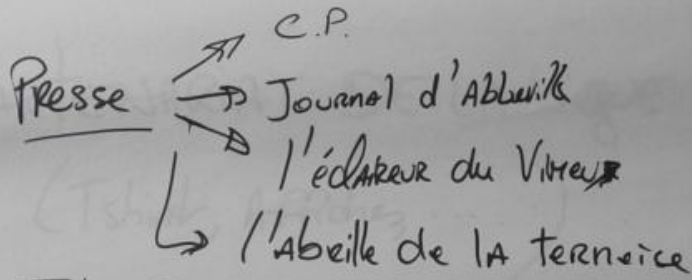 C.P.
Presse
Journal d'Abbeville
l'éclaireur du Vimeu
l'Abeille de la ternoise